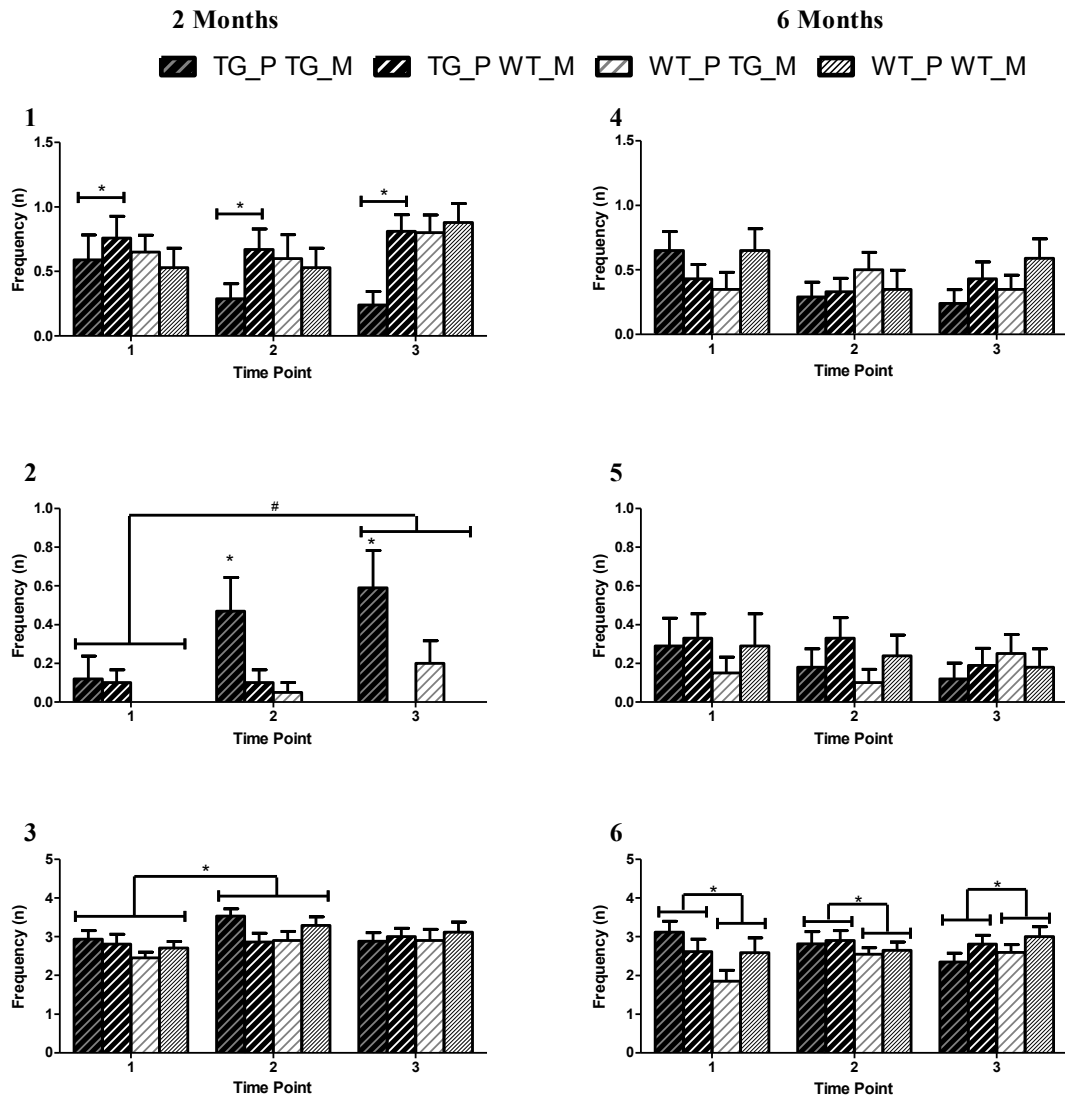 2 Months 6 Months
TG_P TG_M TG_P WT_M WT_P TG_M WT_P WT_M
1
1.5
1.0
0.5
0.0
Frequency (n)
* * *
1 2 3
Time Point
4
1.5
1.0
0.5
0.0
Frequency (n)
1 2 3
Time Point
2
1.0
0.8
0.6
0.4
0.2
0.0
Frequency (n)
#
* *
1 2 3
Time Point
5
1.0
0.8
0.6
0.4
0.2
0.0
Frequency (n)
1 2 3
Time Point
3
5
4
3
2
1
0
Frequency (n)
*
1 2 3
Time Point
6
5
4
3
2
1
0
Frequency (n)
* * *
1 2 3
Time Point